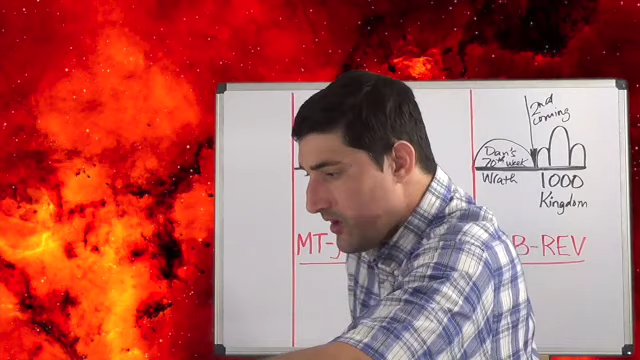 2nd
coming
Dan's
70th week
Wrath
1000
Kingdom
MT-J
B-REV